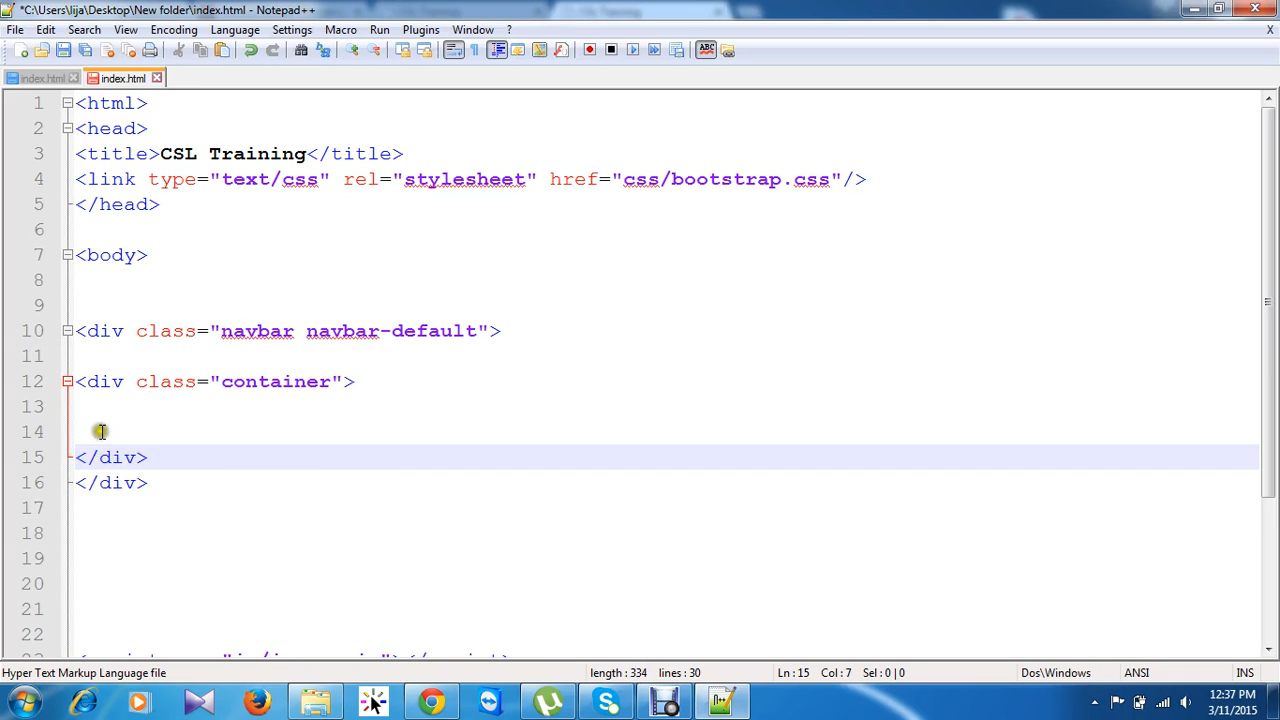 *C:\Users\lija\Desktop\New folder\index.html - Notepad++
File Edit Search View Encoding Language Settings Macro Run Plugins Window ? X
index.html index.html
1 <html>
2 <head>
3 <title>CSL Training</title>
4 <link type="text/css" rel="stylesheet" href="css/bootstrap.css"/>
5 </head>
6
7 <body>
8
9
10 <div class="navbar navbar-default">
11
12 <div class="container">
13
14
15 </div>
16 </div>
17
18
19
20
21
22
Hyper Text Markup Language file length : 334 lines : 30 Ln : 15 Col : 7 Sel : 0 | 0 Dos\Windows ANSI INS
12:37 PM
3/11/2015